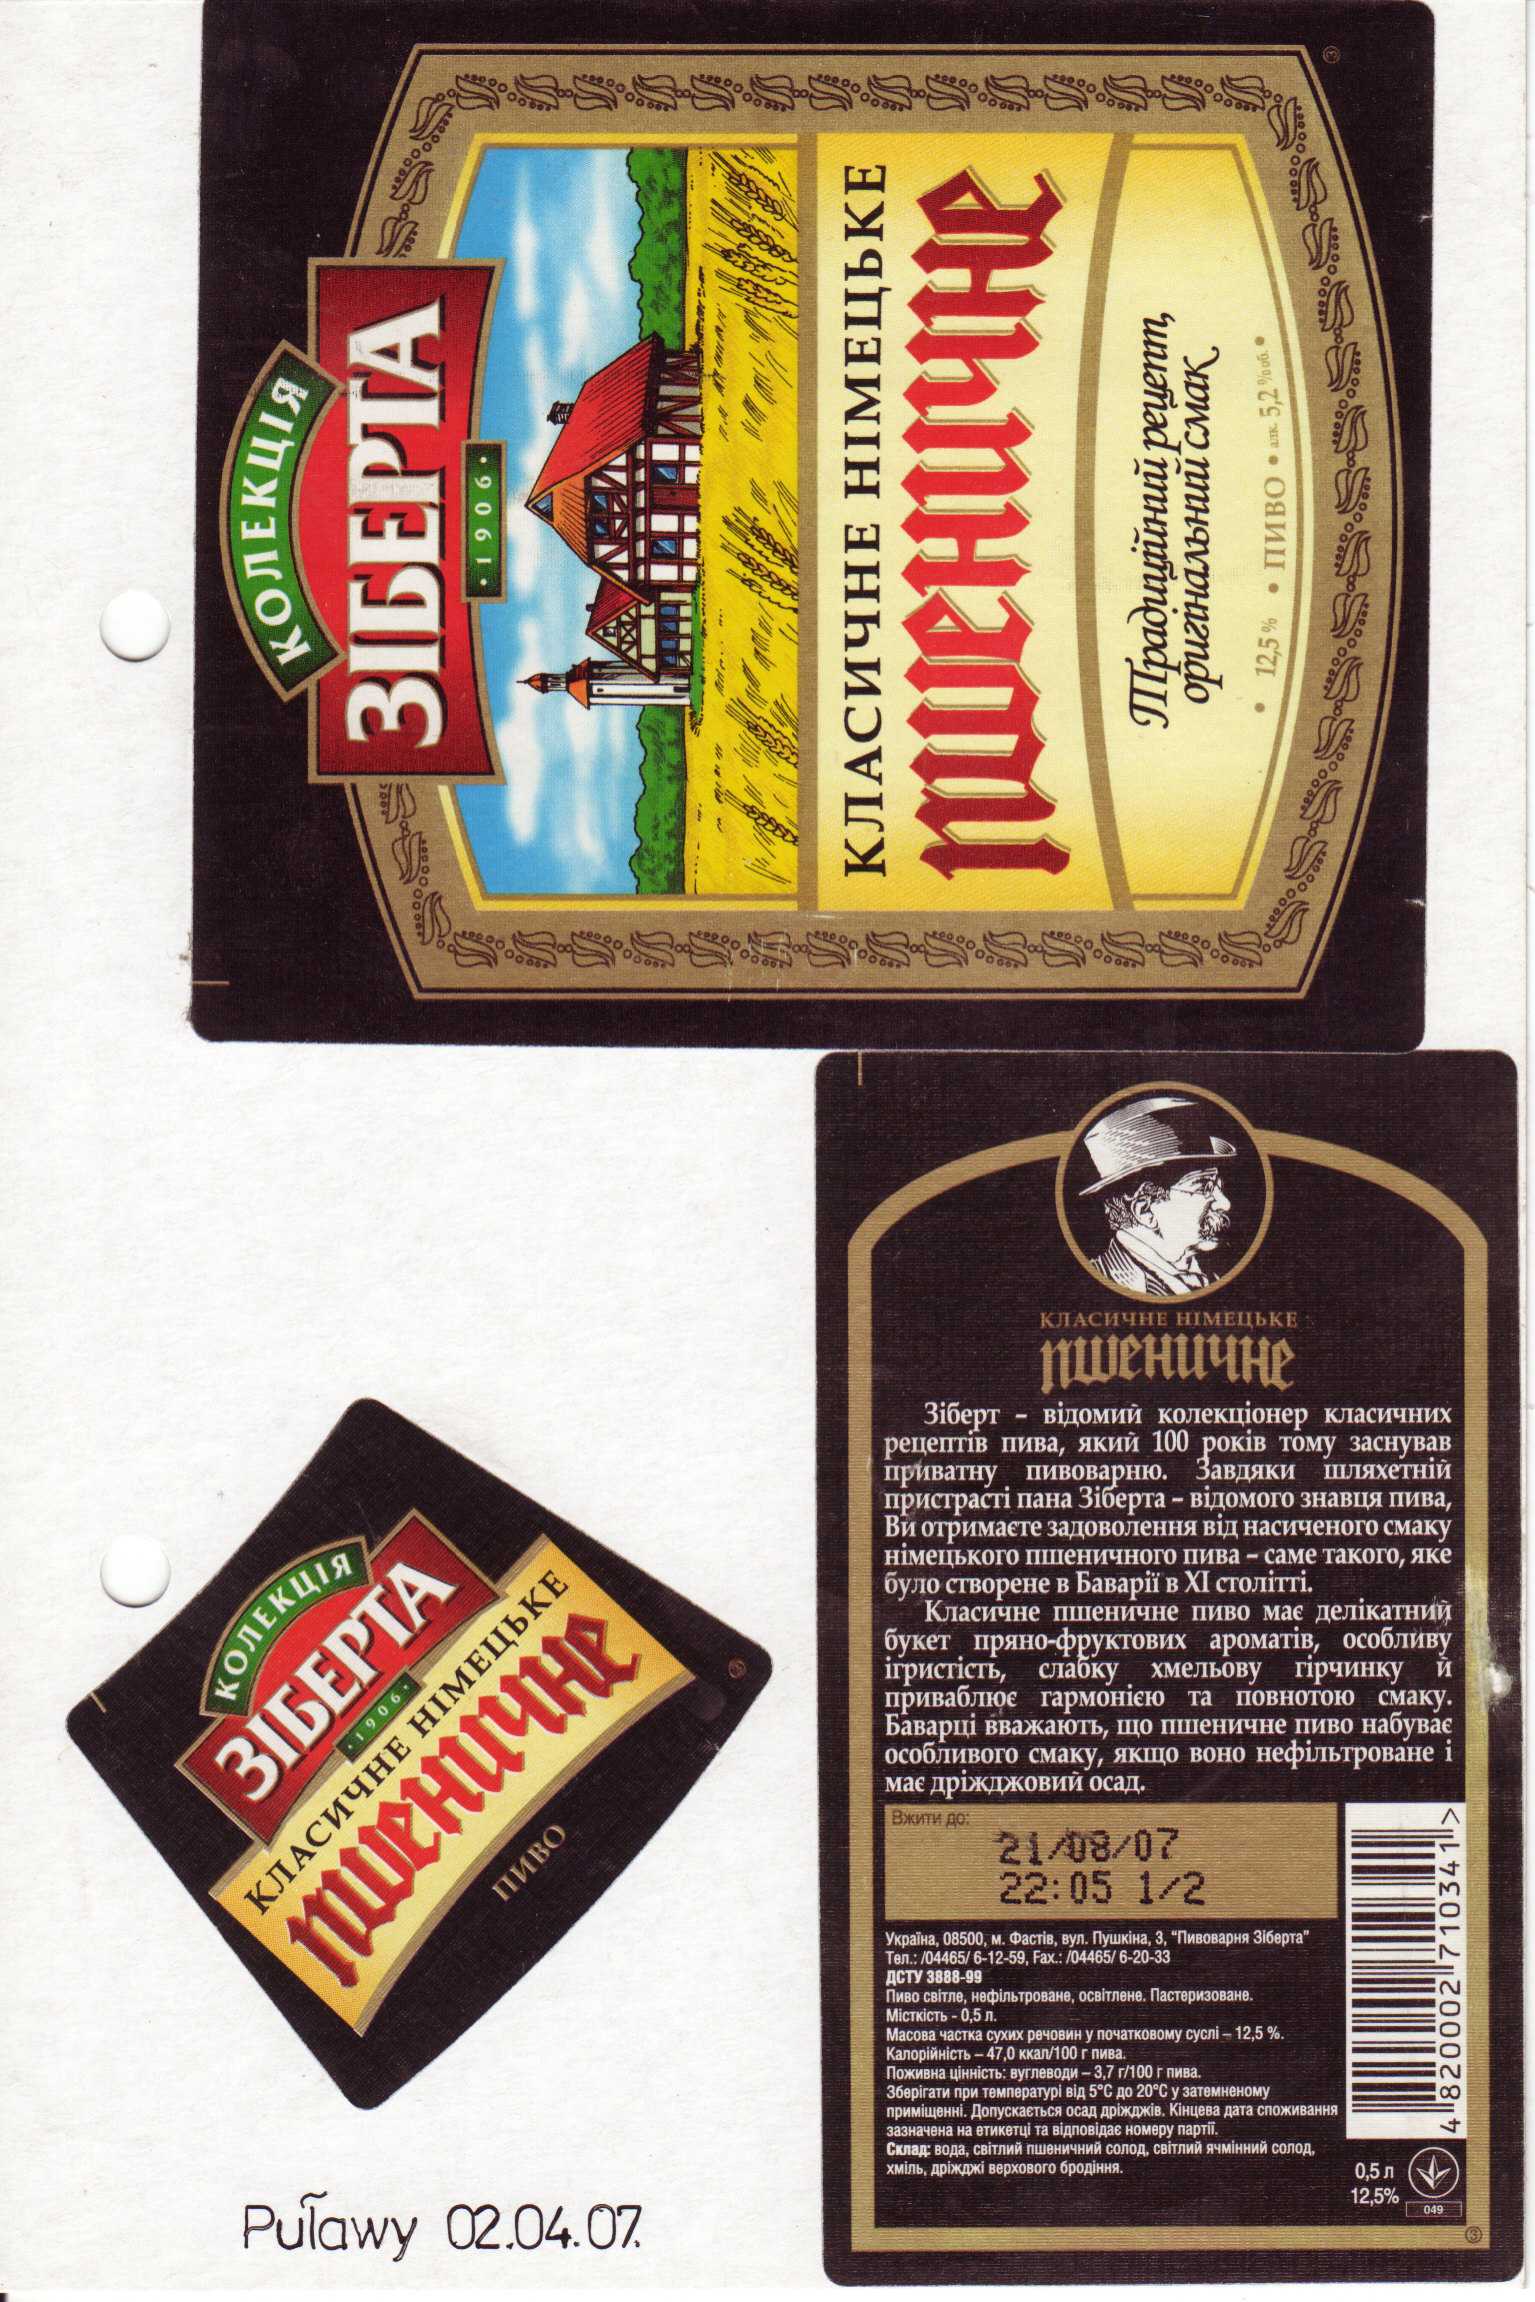 КОЛЕКЦІЯ
ЗІБЕРТА
• 1906 •
КЛАСИЧНЕ НІМЕЦЬКЕ
пшеничне
Традиційний рецепт,
оригінальний смак
• 12,5 % • ПИВО • алк. 5,2 % об. •
КЛАСИЧНЕ НІМЕЦЬКЕ
пшеничне
Зіберт – відомий колекціонер класичних
рецептів пива, який 100 років тому заснував
приватну пивоварню. Завдяки шляхетній
пристрасті пана Зіберта – відомого знавця пива,
Ви отримаєте задоволення від насиченого смаку
німецького пшеничного пива – саме такого, яке
було створене в Баварії в XI столітті.
Класичне пшеничне пиво має делікатний
букет пряно-фруктових ароматів, особливу
ігристість, слабку хмельову гірчинку й
приваблює гармонією та повнотою смаку.
Баварці вважають, що пшеничне пиво набуває
особливого смаку, якщо воно нефільтроване і
має дріжджовий осад.
Вжити до:
21/08/07
22:05 1/2
Україна, 08500, м. Фастів, вул. Пушкіна, 3, "Пивоварня Зіберта"
Тел.: /04465/ 6-12-59, Fax.: /04465/ 6-20-33
ДСТУ 3888-99
Пиво світле, нефільтроване, освітлене. Пастеризоване.
Місткість - 0,5 л.
Масова частка сухих речовин у початковому суслі – 12,5 %.
Калорійність – 47,0 ккал/100 г пива.
Поживна цінність: вуглеводи – 3,7 г/100 г пива.
Зберігати при температурі від 5°C до 20°C у затемненому
приміщенні. Допускається осад дріжджів. Кінцева дата споживання
зазначена на етикетці та відповідає номеру партії.
Склад: вода, світлий пшеничний солод, світлий ячмінний солод,
хміль, дріжджі верхового бродіння.
4 820002 710341 >
0,5 л
12,5%
049
3
КОЛЕКЦІЯ
ЗІБЕРТА
• 1906 •
КЛАСИЧНЕ НІМЕЦЬКЕ
пшеничне
ПИВО
Puławy 02.04.07.